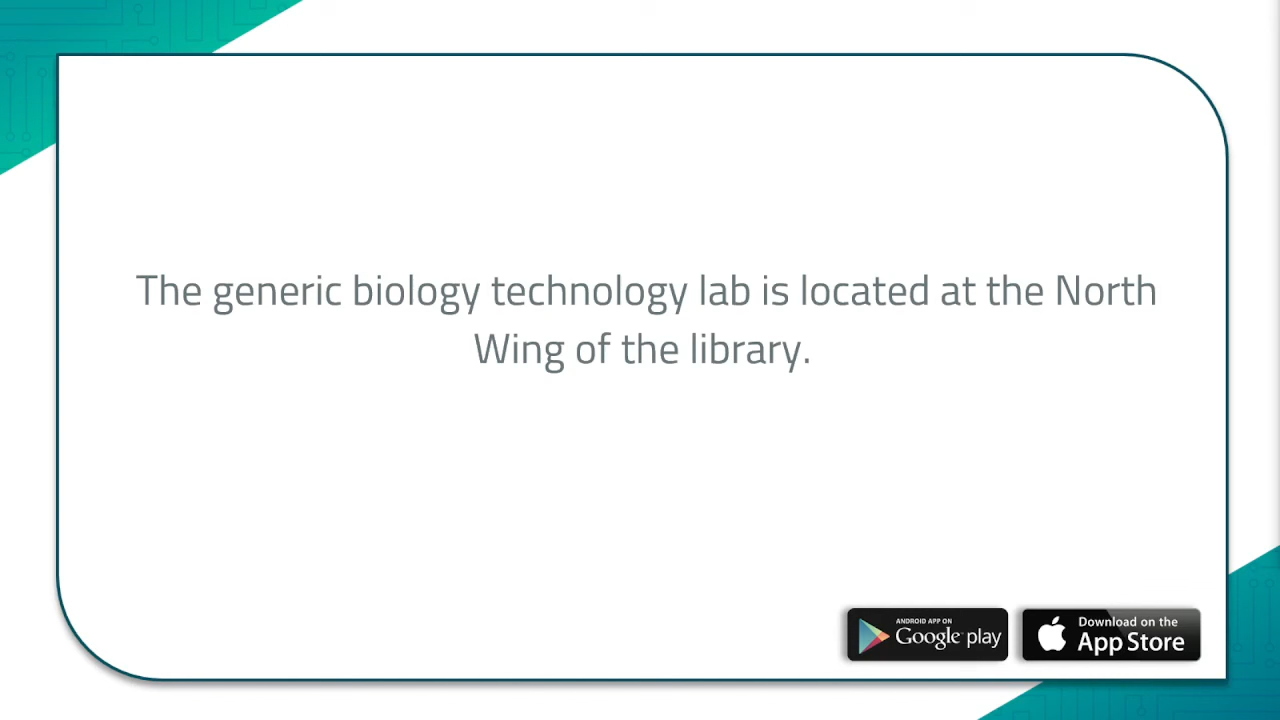 The generic biology technology lab is located at the North
Wing of the library.
ANDROID APP ON
Google play
Download on the
App Store